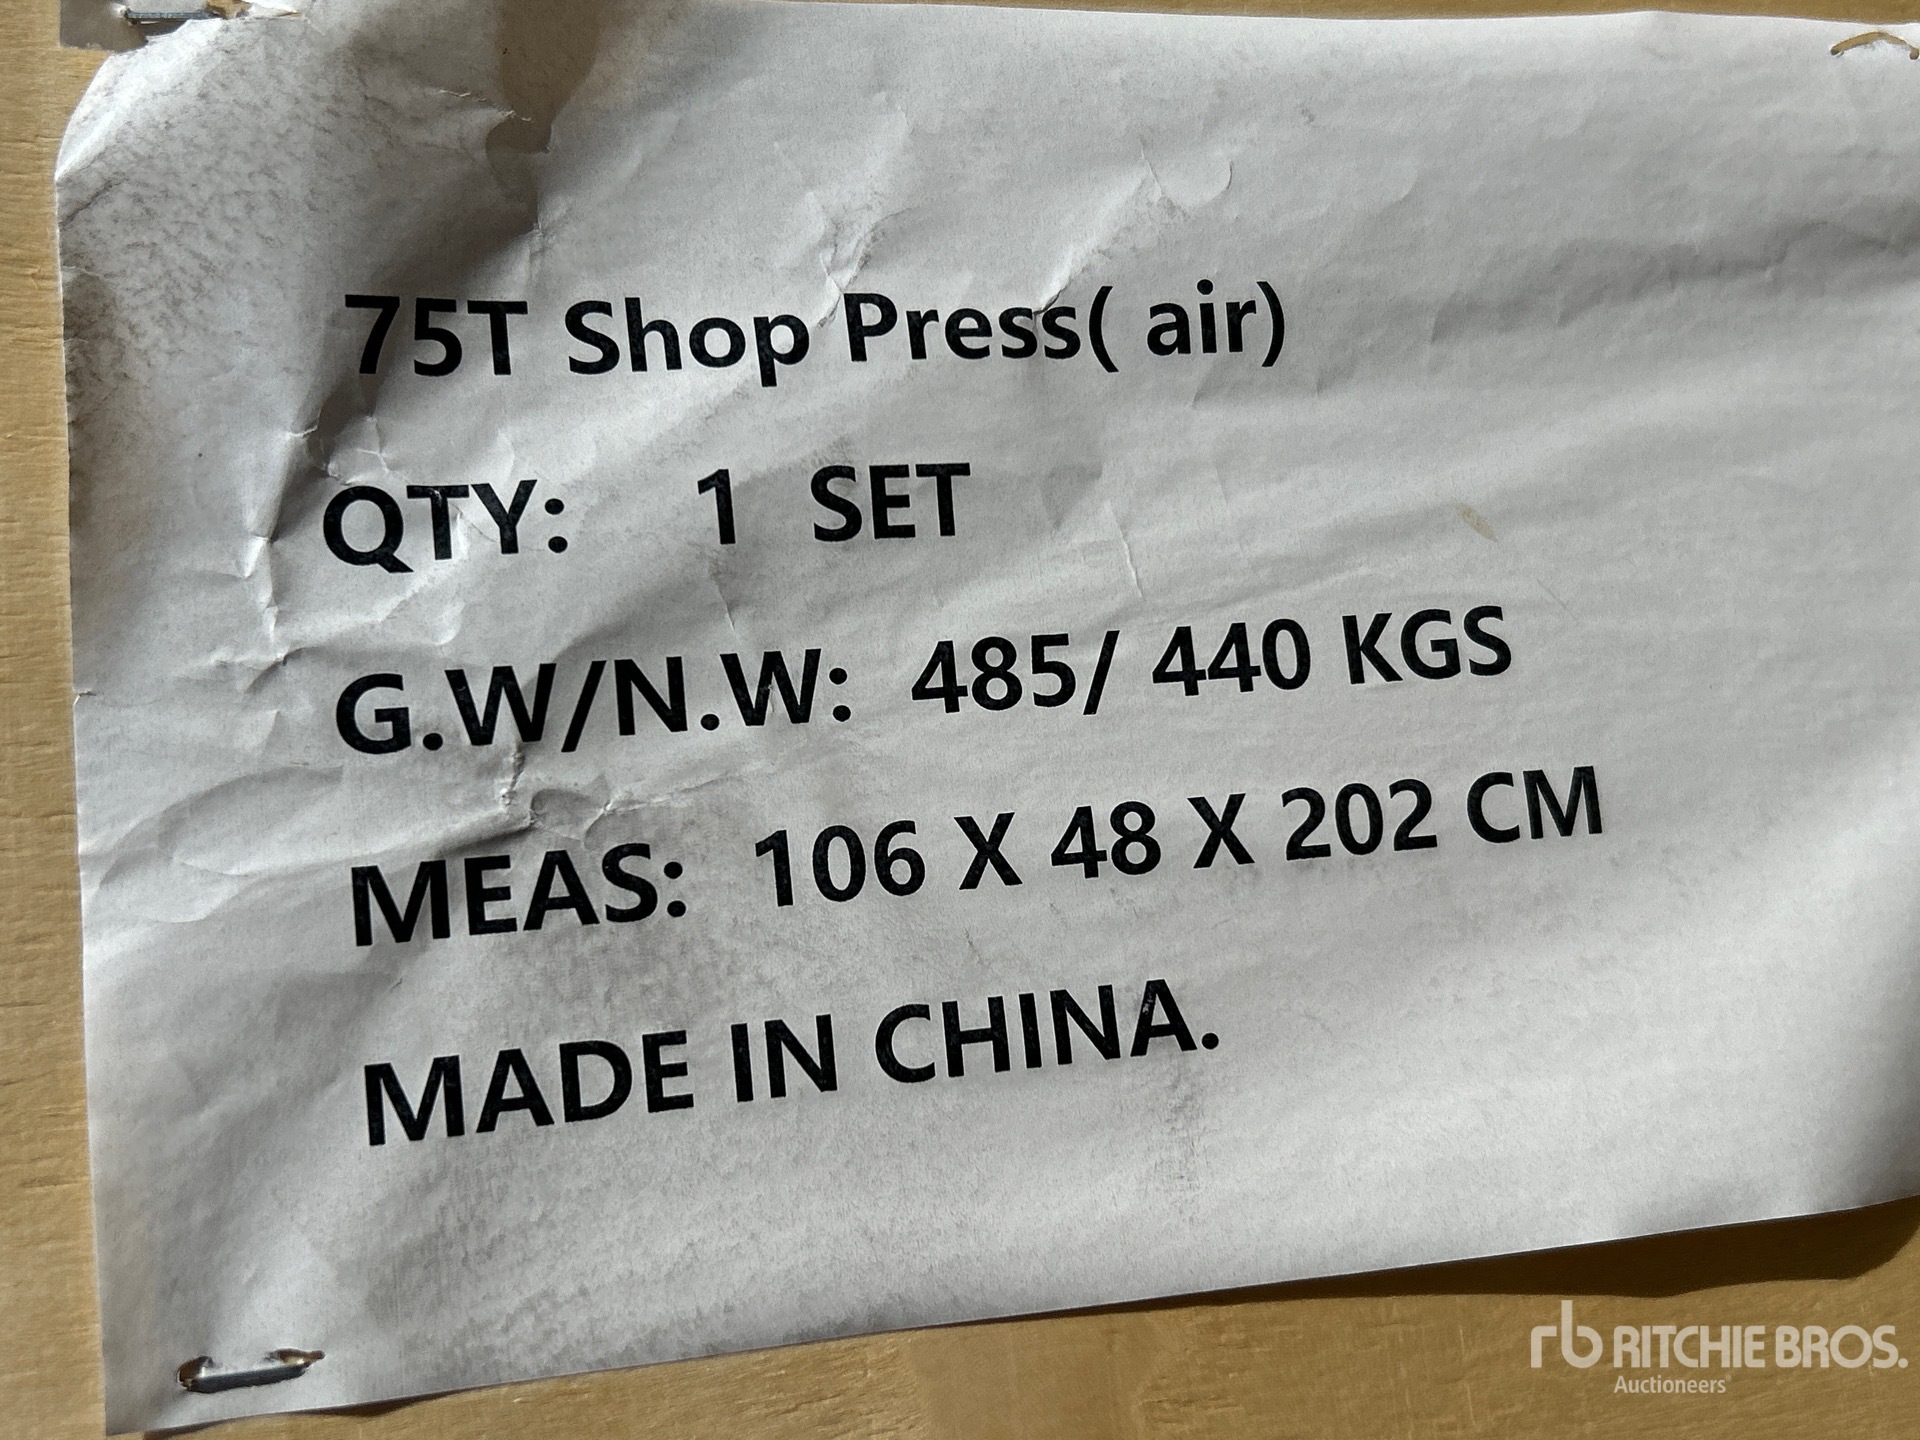 75T Shop Press( air)
QTY: 1 SET
G.W/N.W: 485/ 440 KGS
MEAS: 106 X 48 X 202 CM
MADE IN CHINA.
rb RITCHIE BROS.
Auctioneers